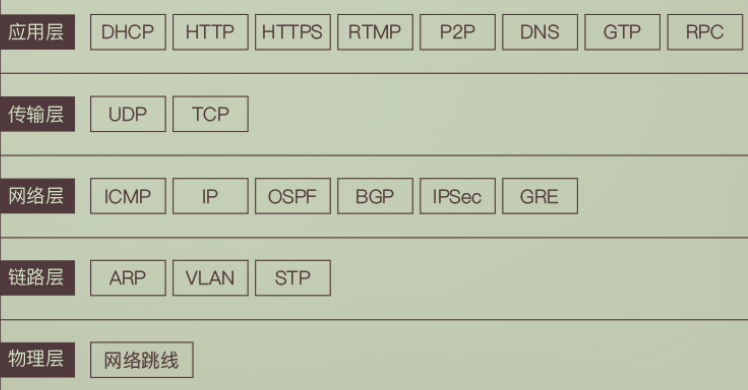 应用层 DHCP HTTP HTTPS RTMP P2P DNS GTP RPC
传输层 UDP TCP
网络层 ICMP IP OSPF BGP IPSec GRE
链路层 ARP VLAN STP
物理层 网络跳线